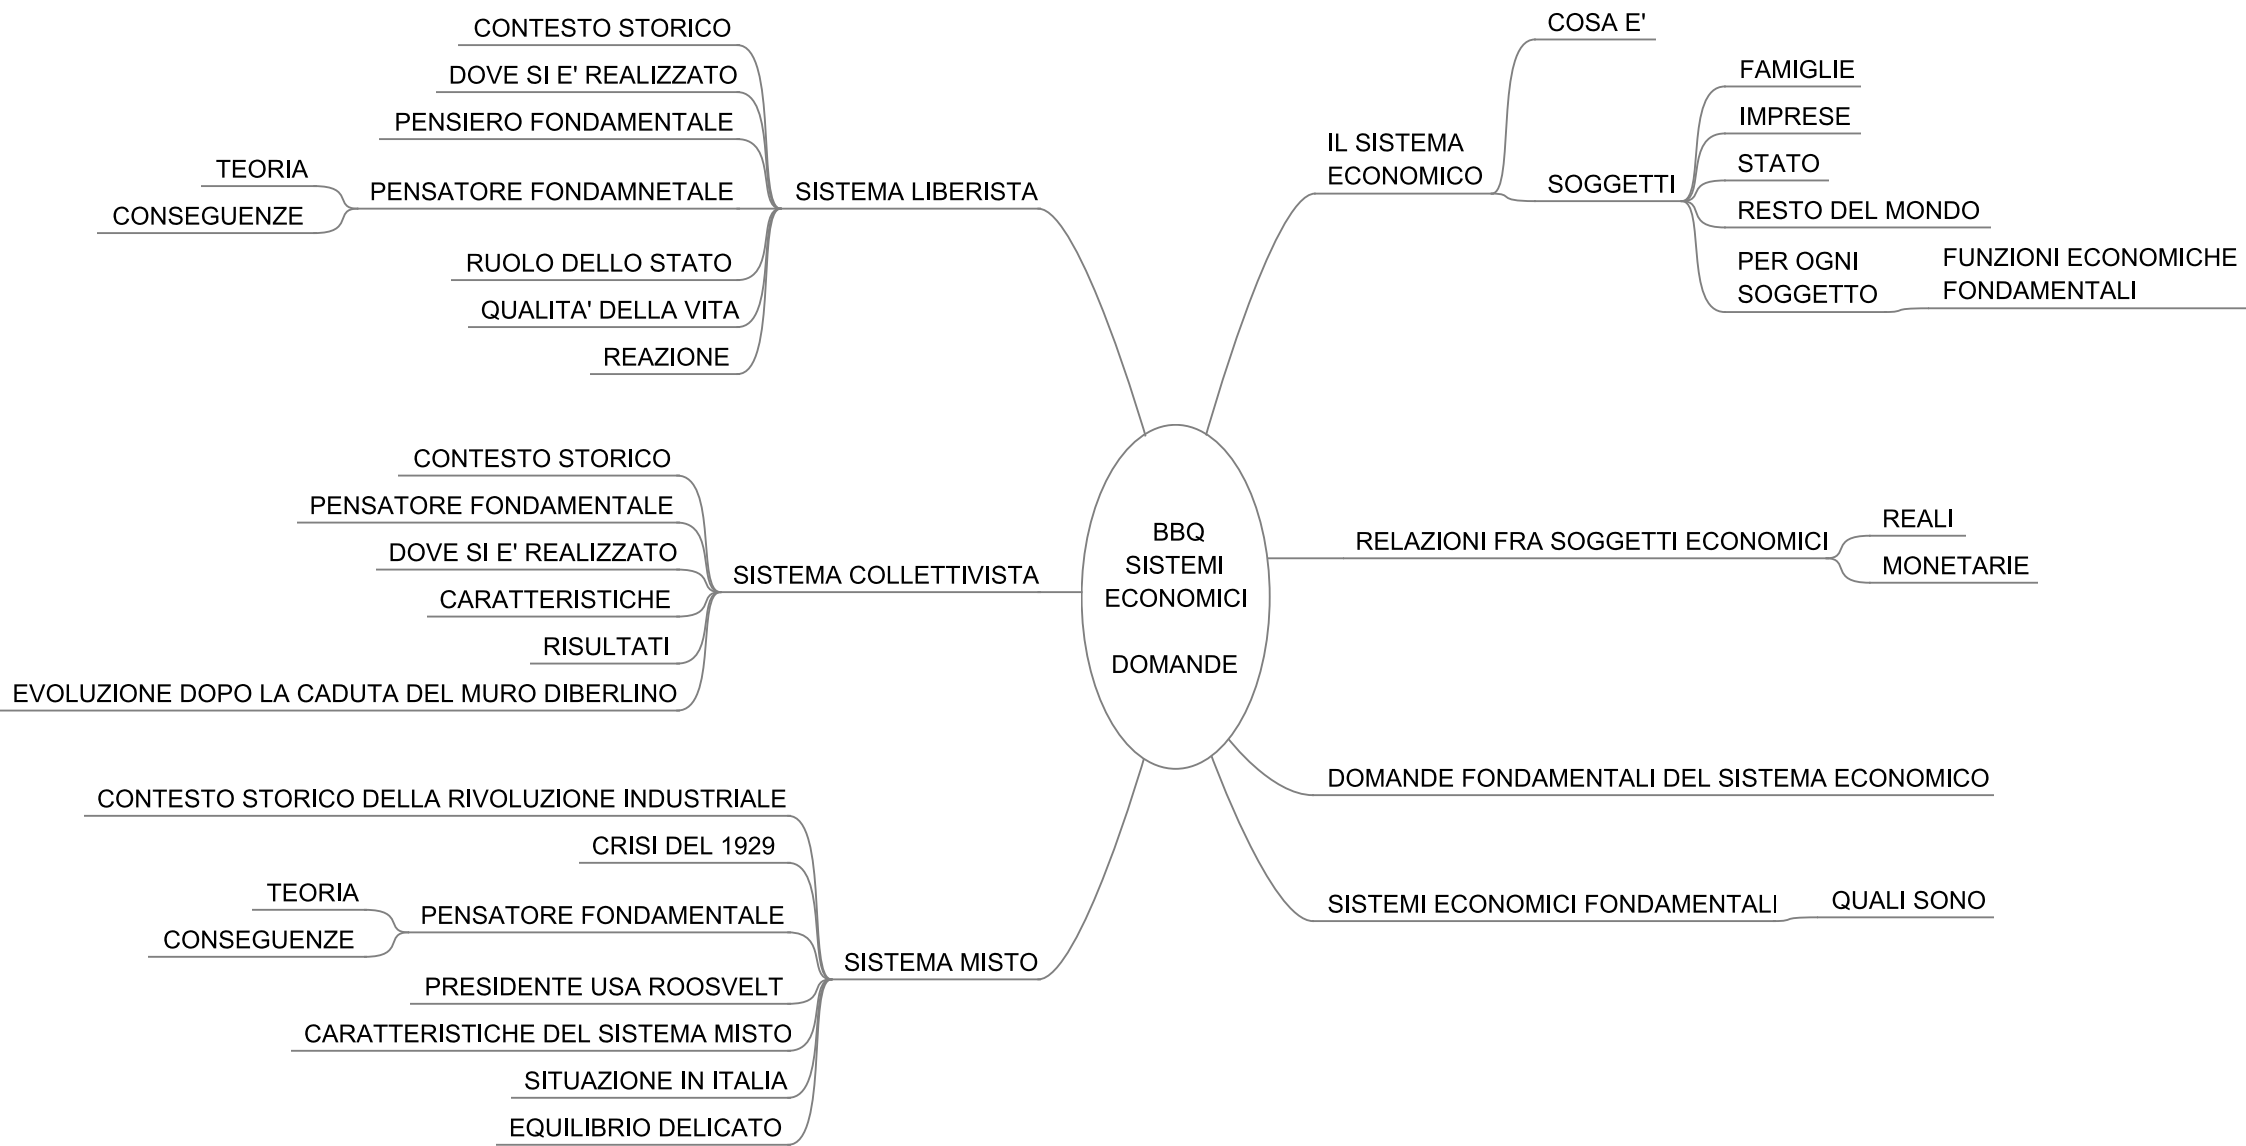 CONTESTO STORICO
DOVE SI E' REALIZZATO
PENSIERO FONDAMENTALE
TEORIA
CONSEGUENZE
PENSATORE FONDAMNETALE
RUOLO DELLO STATO
QUALITA' DELLA VITA
REAZIONE
SISTEMA LIBERISTA
CONTESTO STORICO
PENSATORE FONDAMENTALE
DOVE SI E' REALIZZATO
CARATTERISTICHE
RISULTATI
EVOLUZIONE DOPO LA CADUTA DEL MURO DIBERLINO
SISTEMA COLLETTIVISTA
CONTESTO STORICO DELLA RIVOLUZIONE INDUSTRIALE
CRISI DEL 1929
TEORIA
CONSEGUENZE
PENSATORE FONDAMENTALE
PRESIDENTE USA ROOSVELT
CARATTERISTICHE DEL SISTEMA MISTO
SITUAZIONE IN ITALIA
EQUILIBRIO DELICATO
SISTEMA MISTO
BBQ
SISTEMI
ECONOMICI
DOMANDE
IL SISTEMA
ECONOMICO
COSA E'
SOGGETTI
FAMIGLIE
IMPRESE
STATO
RESTO DEL MONDO
PER OGNI
SOGGETTO
FUNZIONI ECONOMICHE
FONDAMENTALI
RELAZIONI FRA SOGGETTI ECONOMICI
REALI
MONETARIE
DOMANDE FONDAMENTALI DEL SISTEMA ECONOMICO
SISTEMI ECONOMICI FONDAMENTALI
QUALI SONO